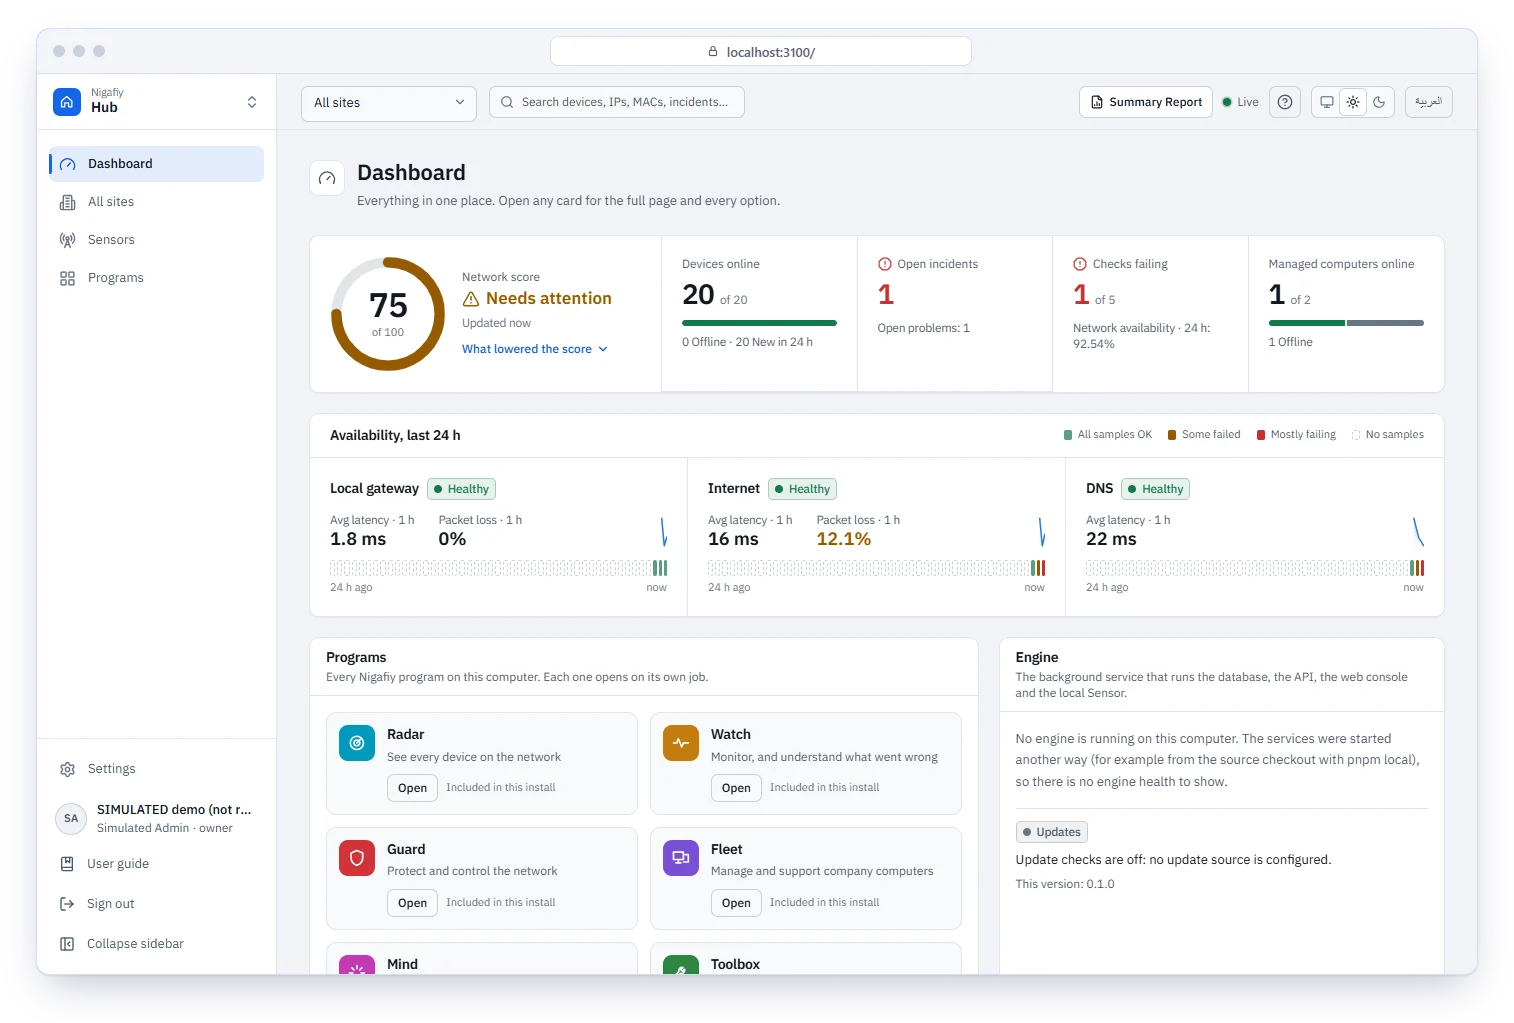 localhost:3100/
Nigafiy
Hub
All sites
Search devices, IPs, MACs, incidents...
Summary Report
Live
العربية
Dashboard
All sites
Sensors
Programs
Dashboard
Everything in one place. Open any card for the full page and every option.
75
of 100
Network score
Needs attention
Updated now
What lowered the score
Devices online
20 of 20
0 Offline · 20 New in 24 h
Open incidents
1
Open problems: 1
Checks failing
1 of 5
Network availability · 24 h:
92.54%
Managed computers online
1 of 2
1 Offline
Availability, last 24 h
All samples OK
Some failed
Mostly failing
No samples
Local gateway
Healthy
Avg latency · 1 h
Packet loss · 1 h
1.8 ms
0%
24 h ago
now
Internet
Healthy
Avg latency · 1 h
Packet loss · 1 h
16 ms
12.1%
24 h ago
now
DNS
Healthy
Avg latency · 1 h
22 ms
24 h ago
now
Programs
Every Nigafiy program on this computer. Each one opens on its own job.
Radar
See every device on the network
Open
Included in this install
Watch
Monitor, and understand what went wrong
Open
Included in this install
Guard
Protect and control the network
Open
Included in this install
Fleet
Manage and support company computers
Open
Included in this install
Mind
Toolbox
Engine
The background service that runs the database, the API, the web console
and the local Sensor.
No engine is running on this computer. The services were started
another way (for example from the source checkout with pnpm local),
so there is no engine health to show.
Updates
Update checks are off: no update source is configured.
This version: 0.1.0
Settings
SA
SIMULATED demo (not r...
Simulated Admin · owner
User guide
Sign out
Collapse sidebar